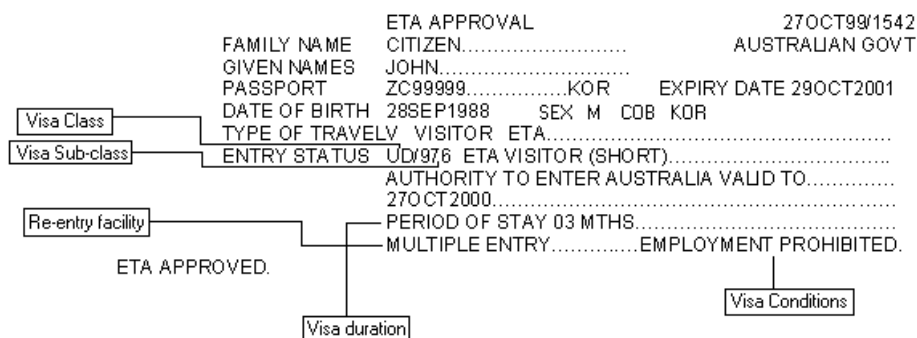 ETA APPROVAL 27OCT99/1542
FAMILY NAME CITIZEN.......................... AUSTRALIAN GOVT
GIVEN NAMES JOHN.............................
PASSPORT ZC99999................KOR EXPIRY DATE 29OCT2001
DATE OF BIRTH 28SEP1988 SEX M COB KOR
Visa Class
TYPE OF TRAVELV VISITOR ETA....................................................
Visa Sub-class
ENTRY STATUS UD/976 ETA VISITOR (SHORT)..................................
AUTHORITY TO ENTER AUSTRALIA VALID TO..............
27OCT2000..............................................................................
Re-entry facility
PERIOD OF STAY 03 MTHS.......................................
MULTIPLE ENTRY.............EMPLOYMENT PROHIBITED.
ETA APPROVED.
Visa Conditions
Visa duration